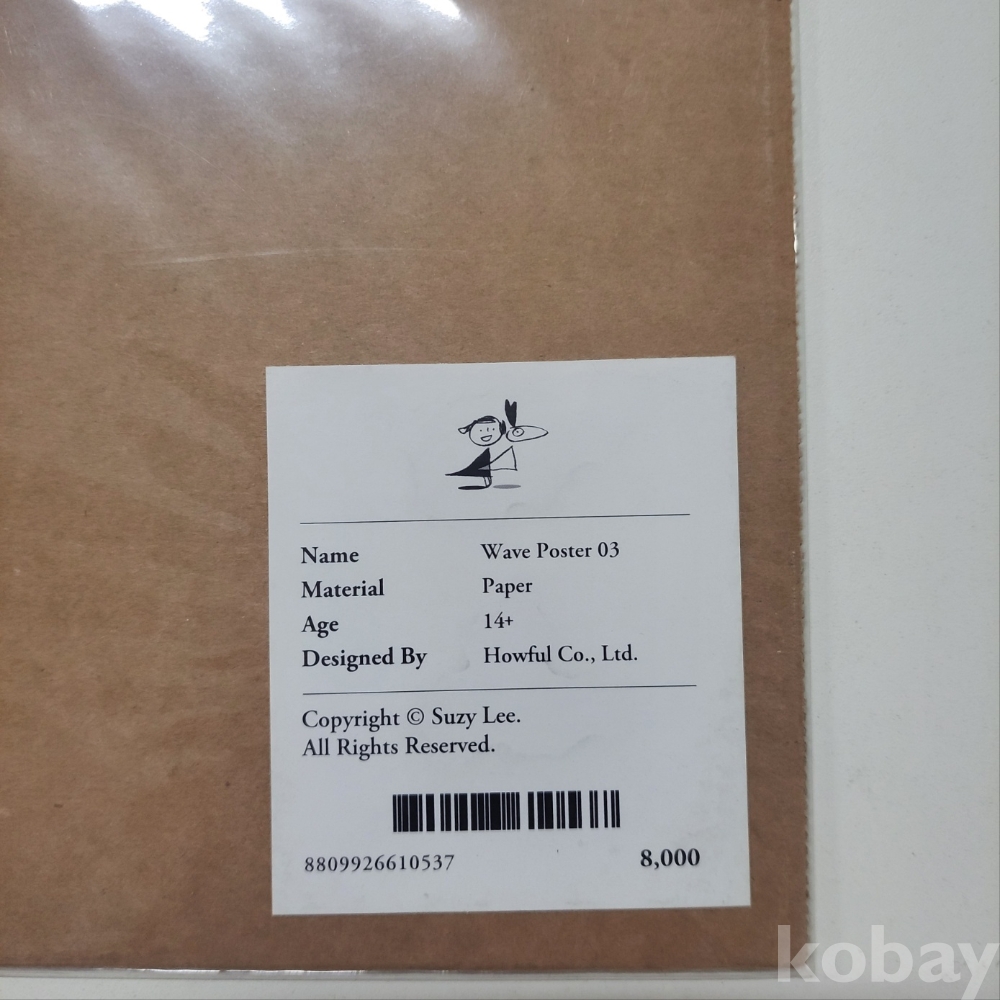 Name Wave Poster 03
Material Paper
Age 14+
Designed By Howful Co., Ltd.
Copyright © Suzy Lee.
All Rights Reserved.
8809926610537 8,000
kobay